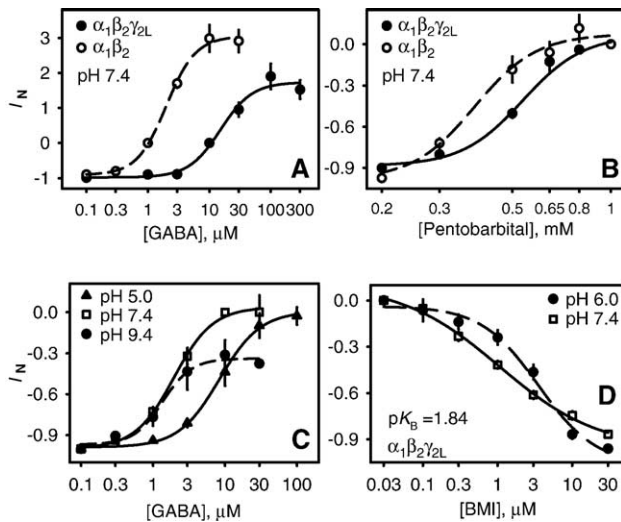 ● α₁β₂γ₂L
○ α₁β₂
pH 7.4
3
2
1
0
-1
I_N
A
0.1 0.3 1 3 10 30 100 300
[GABA], µM
● α₁β₂γ₂L
○ α₁β₂
pH 7.4
0.0
-0.3
-0.6
-0.9
B
0.2 0.3 0.5 0.65 0.8 1
[Pentobarbital], mM
▲ pH 5.0
□ pH 7.4
● pH 9.4
0.0
-0.3
-0.6
-0.9
I_N
C
0.1 0.3 1 3 10 30 100
[GABA], µM
● pH 6.0
□ pH 7.4
0.0
-0.3
-0.6
-0.9
D
pK_B = 1.84
α₁β₂γ₂L
0.03 0.1 0.3 1 3 10 30
[BMI], µM